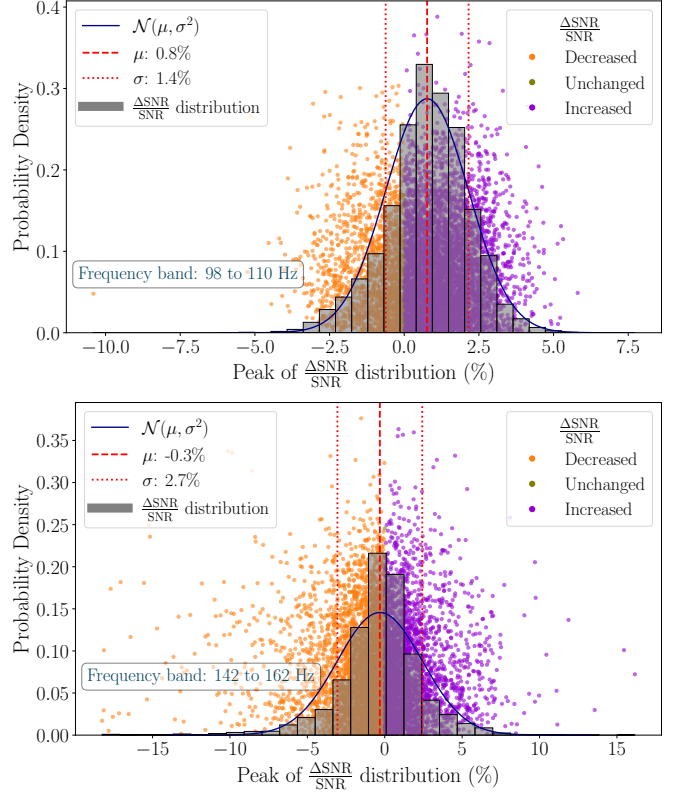 0.4
0.3
0.2
0.1
0.0
Probability Density
𝒩(μ, σ²)
μ: 0.8%
σ: 1.4%
ΔSNR/SNR distribution
ΔSNR/SNR
Decreased
Unchanged
Increased
Frequency band: 98 to 110 Hz
−10.0 −7.5 −5.0 −2.5 0.0 2.5 5.0 7.5
Peak of ΔSNR/SNR distribution (%)
0.35
0.30
0.25
0.20
0.15
0.10
0.05
0.00
Probability Density
𝒩(μ, σ²)
μ: -0.3%
σ: 2.7%
ΔSNR/SNR distribution
ΔSNR/SNR
Decreased
Unchanged
Increased
Frequency band: 142 to 162 Hz
−15 −10 −5 0 5 10 15
Peak of ΔSNR/SNR distribution (%)